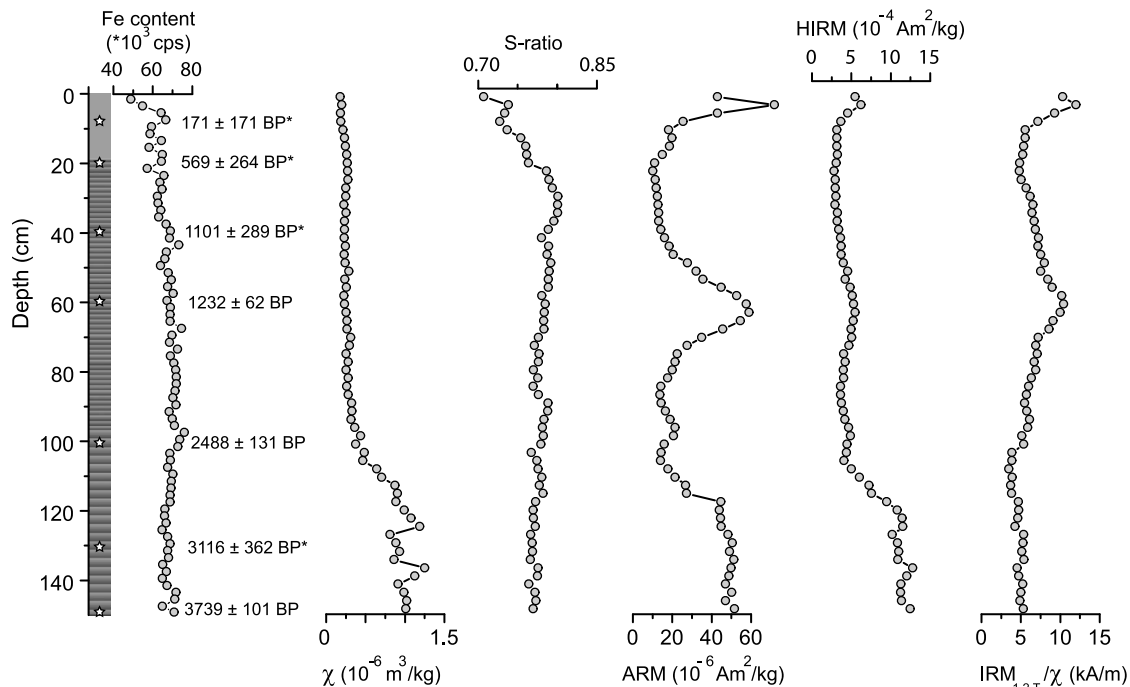 Fe content
(*10³ cps)
40 60 80
S-ratio
0.70 0.85
HIRM (10⁻⁴ Am²/kg)
0 5 10 15
Depth (cm)
0
20
40
60
80
100
120
140
171 ± 171 BP*
569 ± 264 BP*
1101 ± 289 BP*
1232 ± 62 BP
2488 ± 131 BP
3116 ± 362 BP*
3739 ± 101 BP
0 1.5
χ (10⁻⁶ m³/kg)
0 20 40 60
ARM (10⁻⁶ Am²/kg)
0 5 10 15
IRM₁.₂T/χ (kA/m)